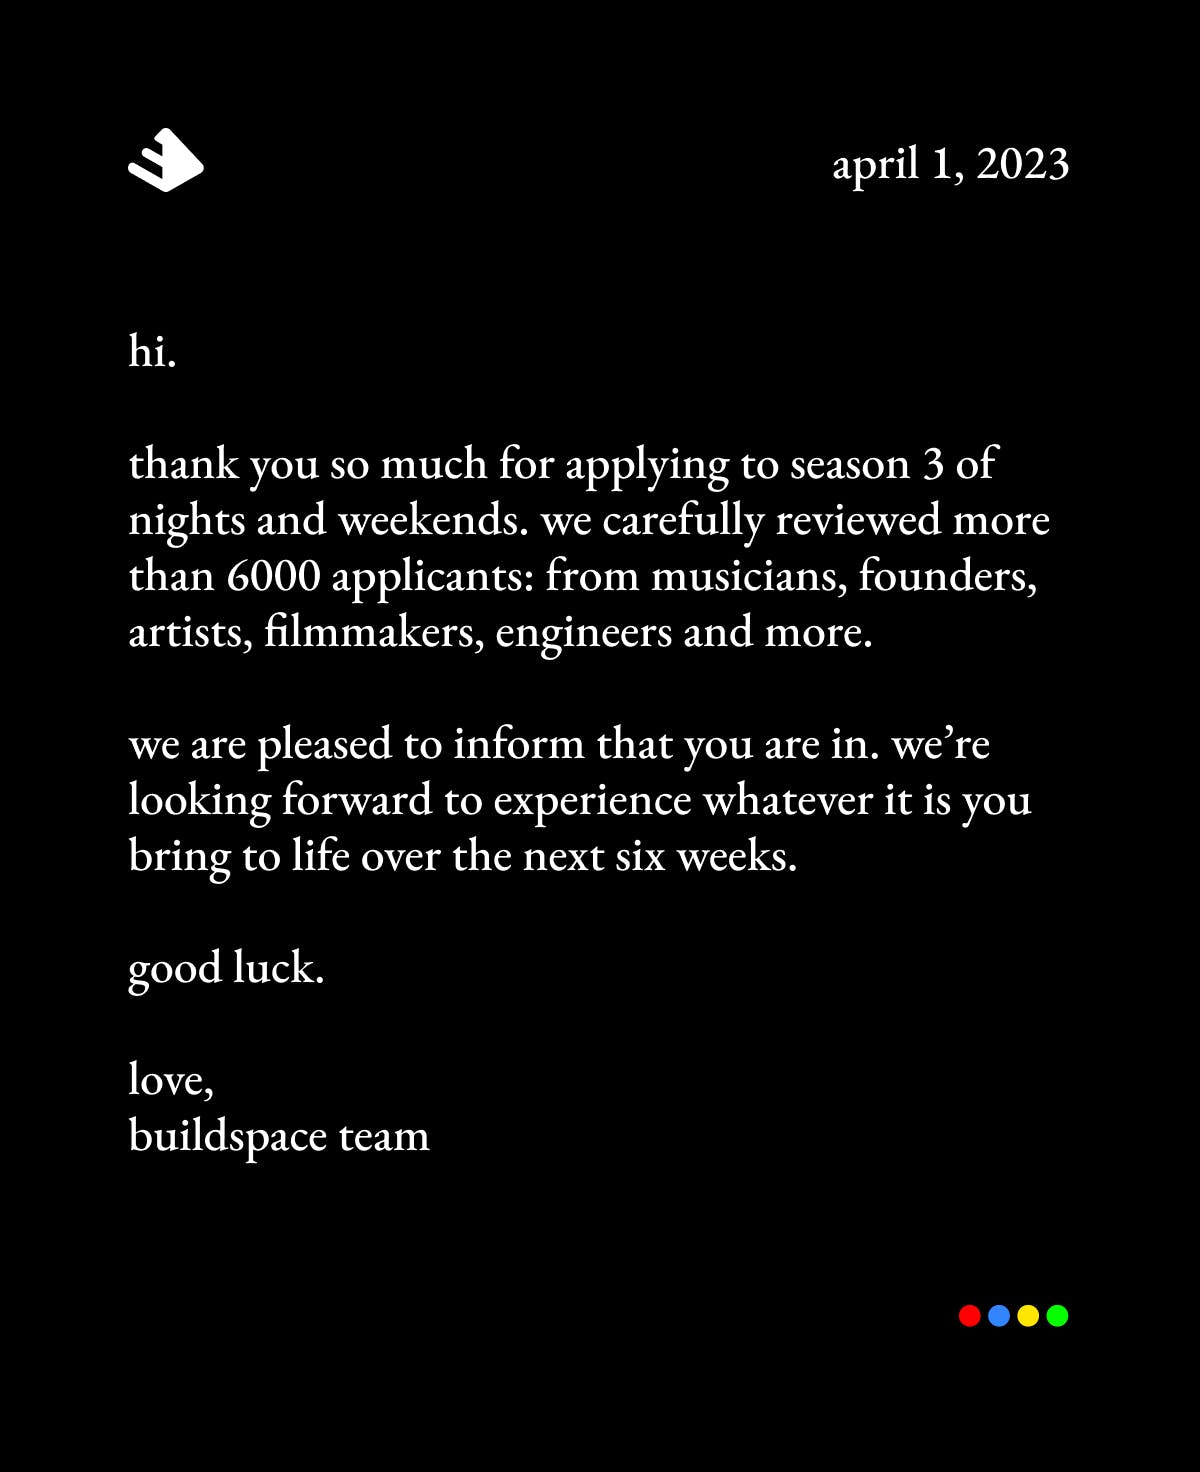 april 1, 2023
hi.
thank you so much for applying to season 3 of
nights and weekends. we carefully reviewed more
than 6000 applicants: from musicians, founders,
artists, filmmakers, engineers and more.
we are pleased to inform that you are in. we’re
looking forward to experience whatever it is you
bring to life over the next six weeks.
good luck.
love,
buildspace team